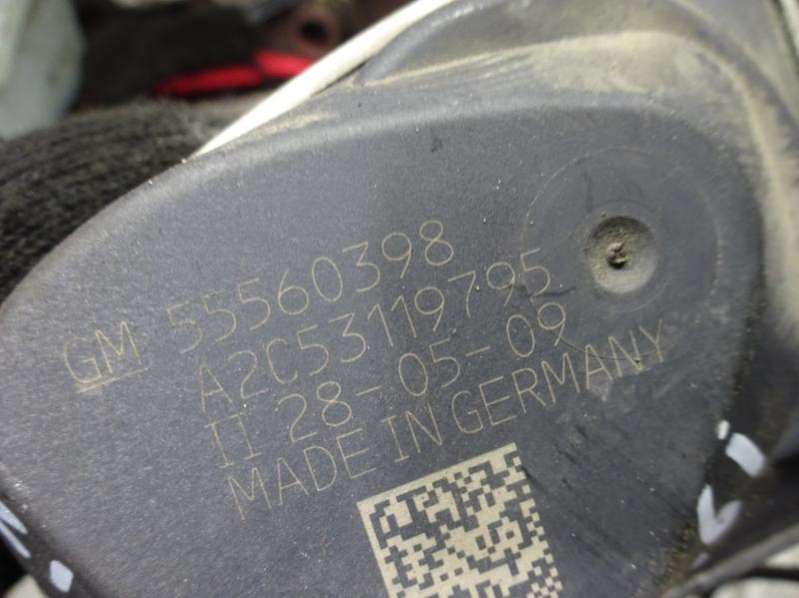 GM 55560398
A2C53119795
II 28-05-09
MADE IN GERMANY